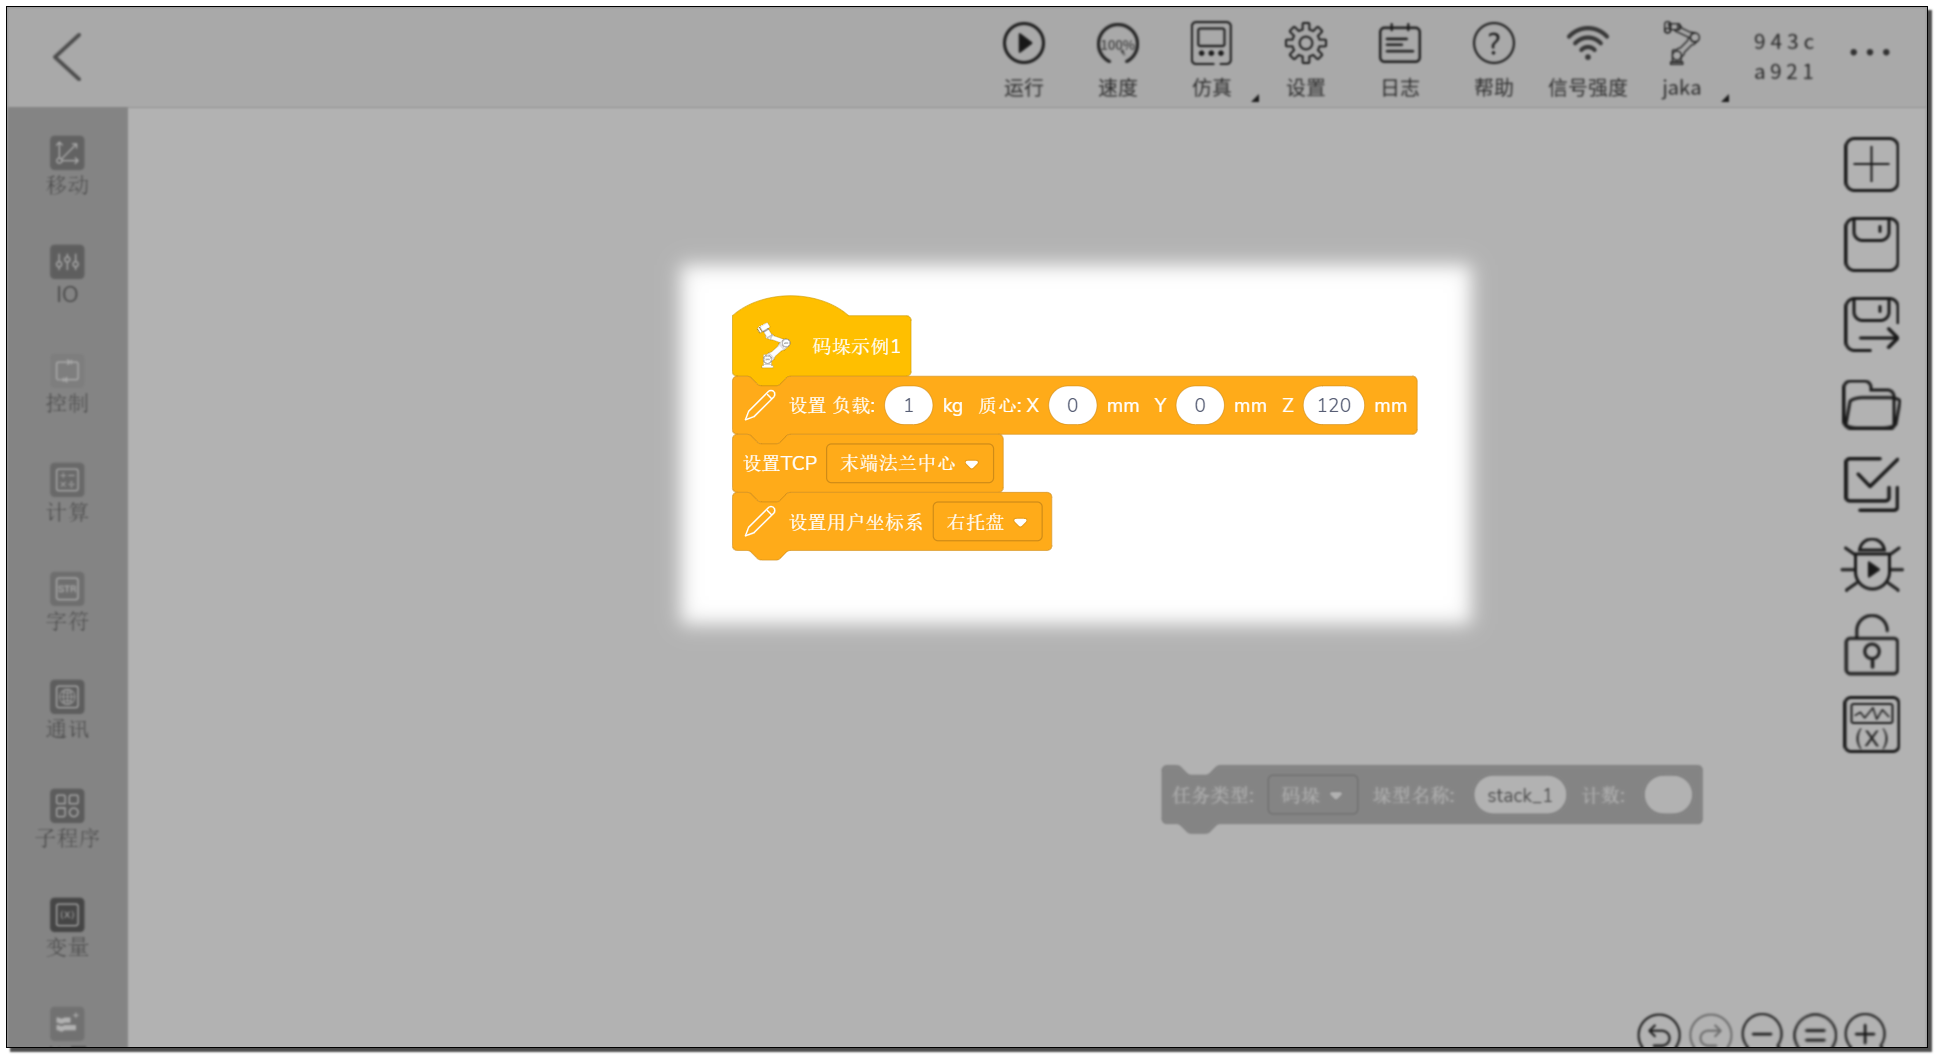 运行
100%
速度
仿真
设置
日志
?
帮助
信号强度
jaka
943c
a921
移动
IO
控制
计算
STR
字符
通讯
子程序
(X)
变量
(X)
码垛示例1
设置 负载: 1 kg 质心: X 0 mm Y 0 mm Z 120 mm
设置TCP 末端法兰中心
设置用户坐标系 右托盘
任务类型: 码垛 垛型名称: stack_1 计数: